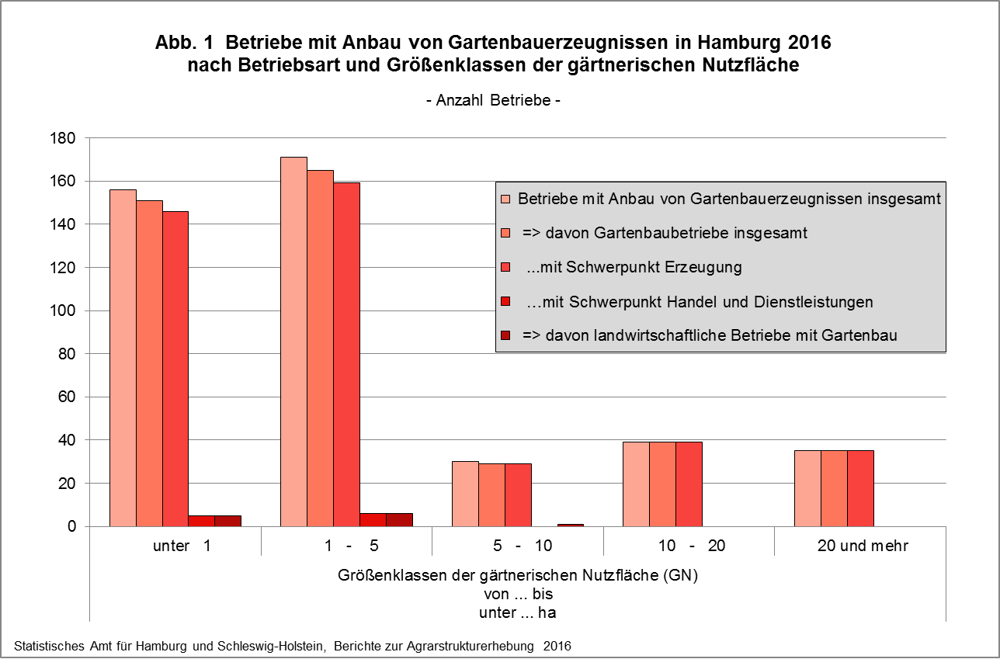 Abb. 1  Betriebe mit Anbau von Gartenbauerzeugnissen in Hamburg 2016
nach Betriebsart und Größenklassen der gärtnerischen Nutzfläche
- Anzahl Betriebe -
180
160
140
120
100
80
60
40
20
0
Betriebe mit Anbau von Gartenbauerzeugnissen insgesamt
=> davon Gartenbaubetriebe insgesamt
...mit Schwerpunkt Erzeugung
…mit Schwerpunkt Handel und Dienstleistungen
=> davon landwirtschaftliche Betriebe mit Gartenbau
unter 1
1 - 5
5 - 10
10 - 20
20 und mehr
Größenklassen der gärtnerischen Nutzfläche (GN)
von ... bis
unter ... ha
Statistisches Amt für Hamburg und Schleswig-Holstein, Berichte zur Agrarstrukturerhebung 2016